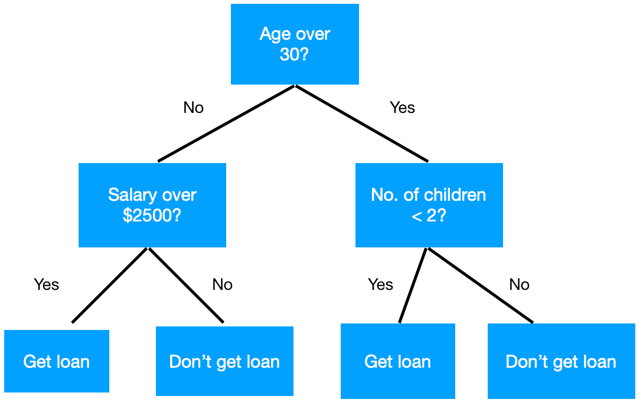 Age over
30?
No
Yes
Salary over
$2500?
No. of children
< 2?
Yes
No
Yes
No
Get loan
Don’t get loan
Get loan
Don’t get loan